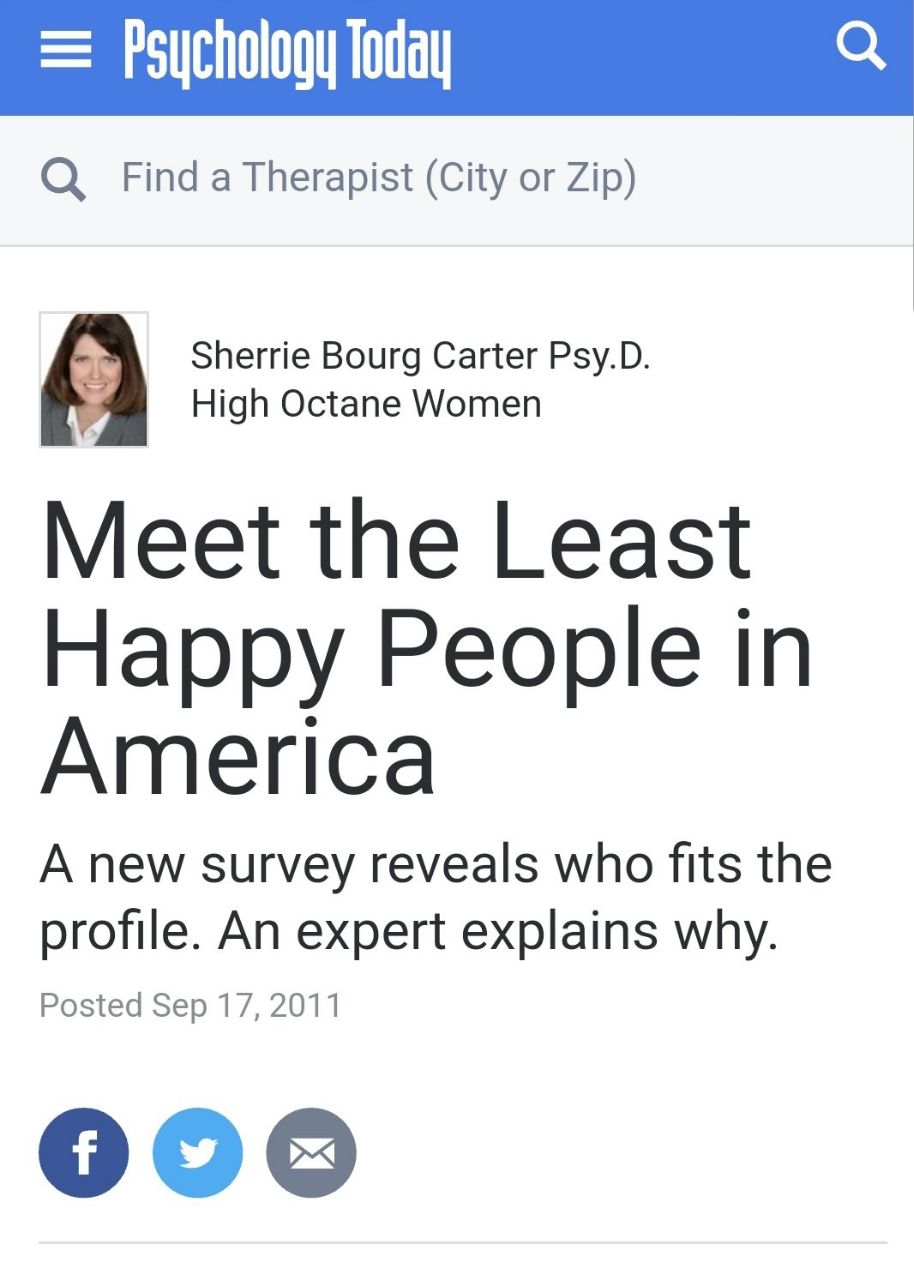 Psychology Today
Find a Therapist (City or Zip)
Sherrie Bourg Carter Psy.D.
High Octane Women
Meet the Least
Happy People in
America
A new survey reveals who fits the
profile. An expert explains why.
Posted Sep 17, 2011